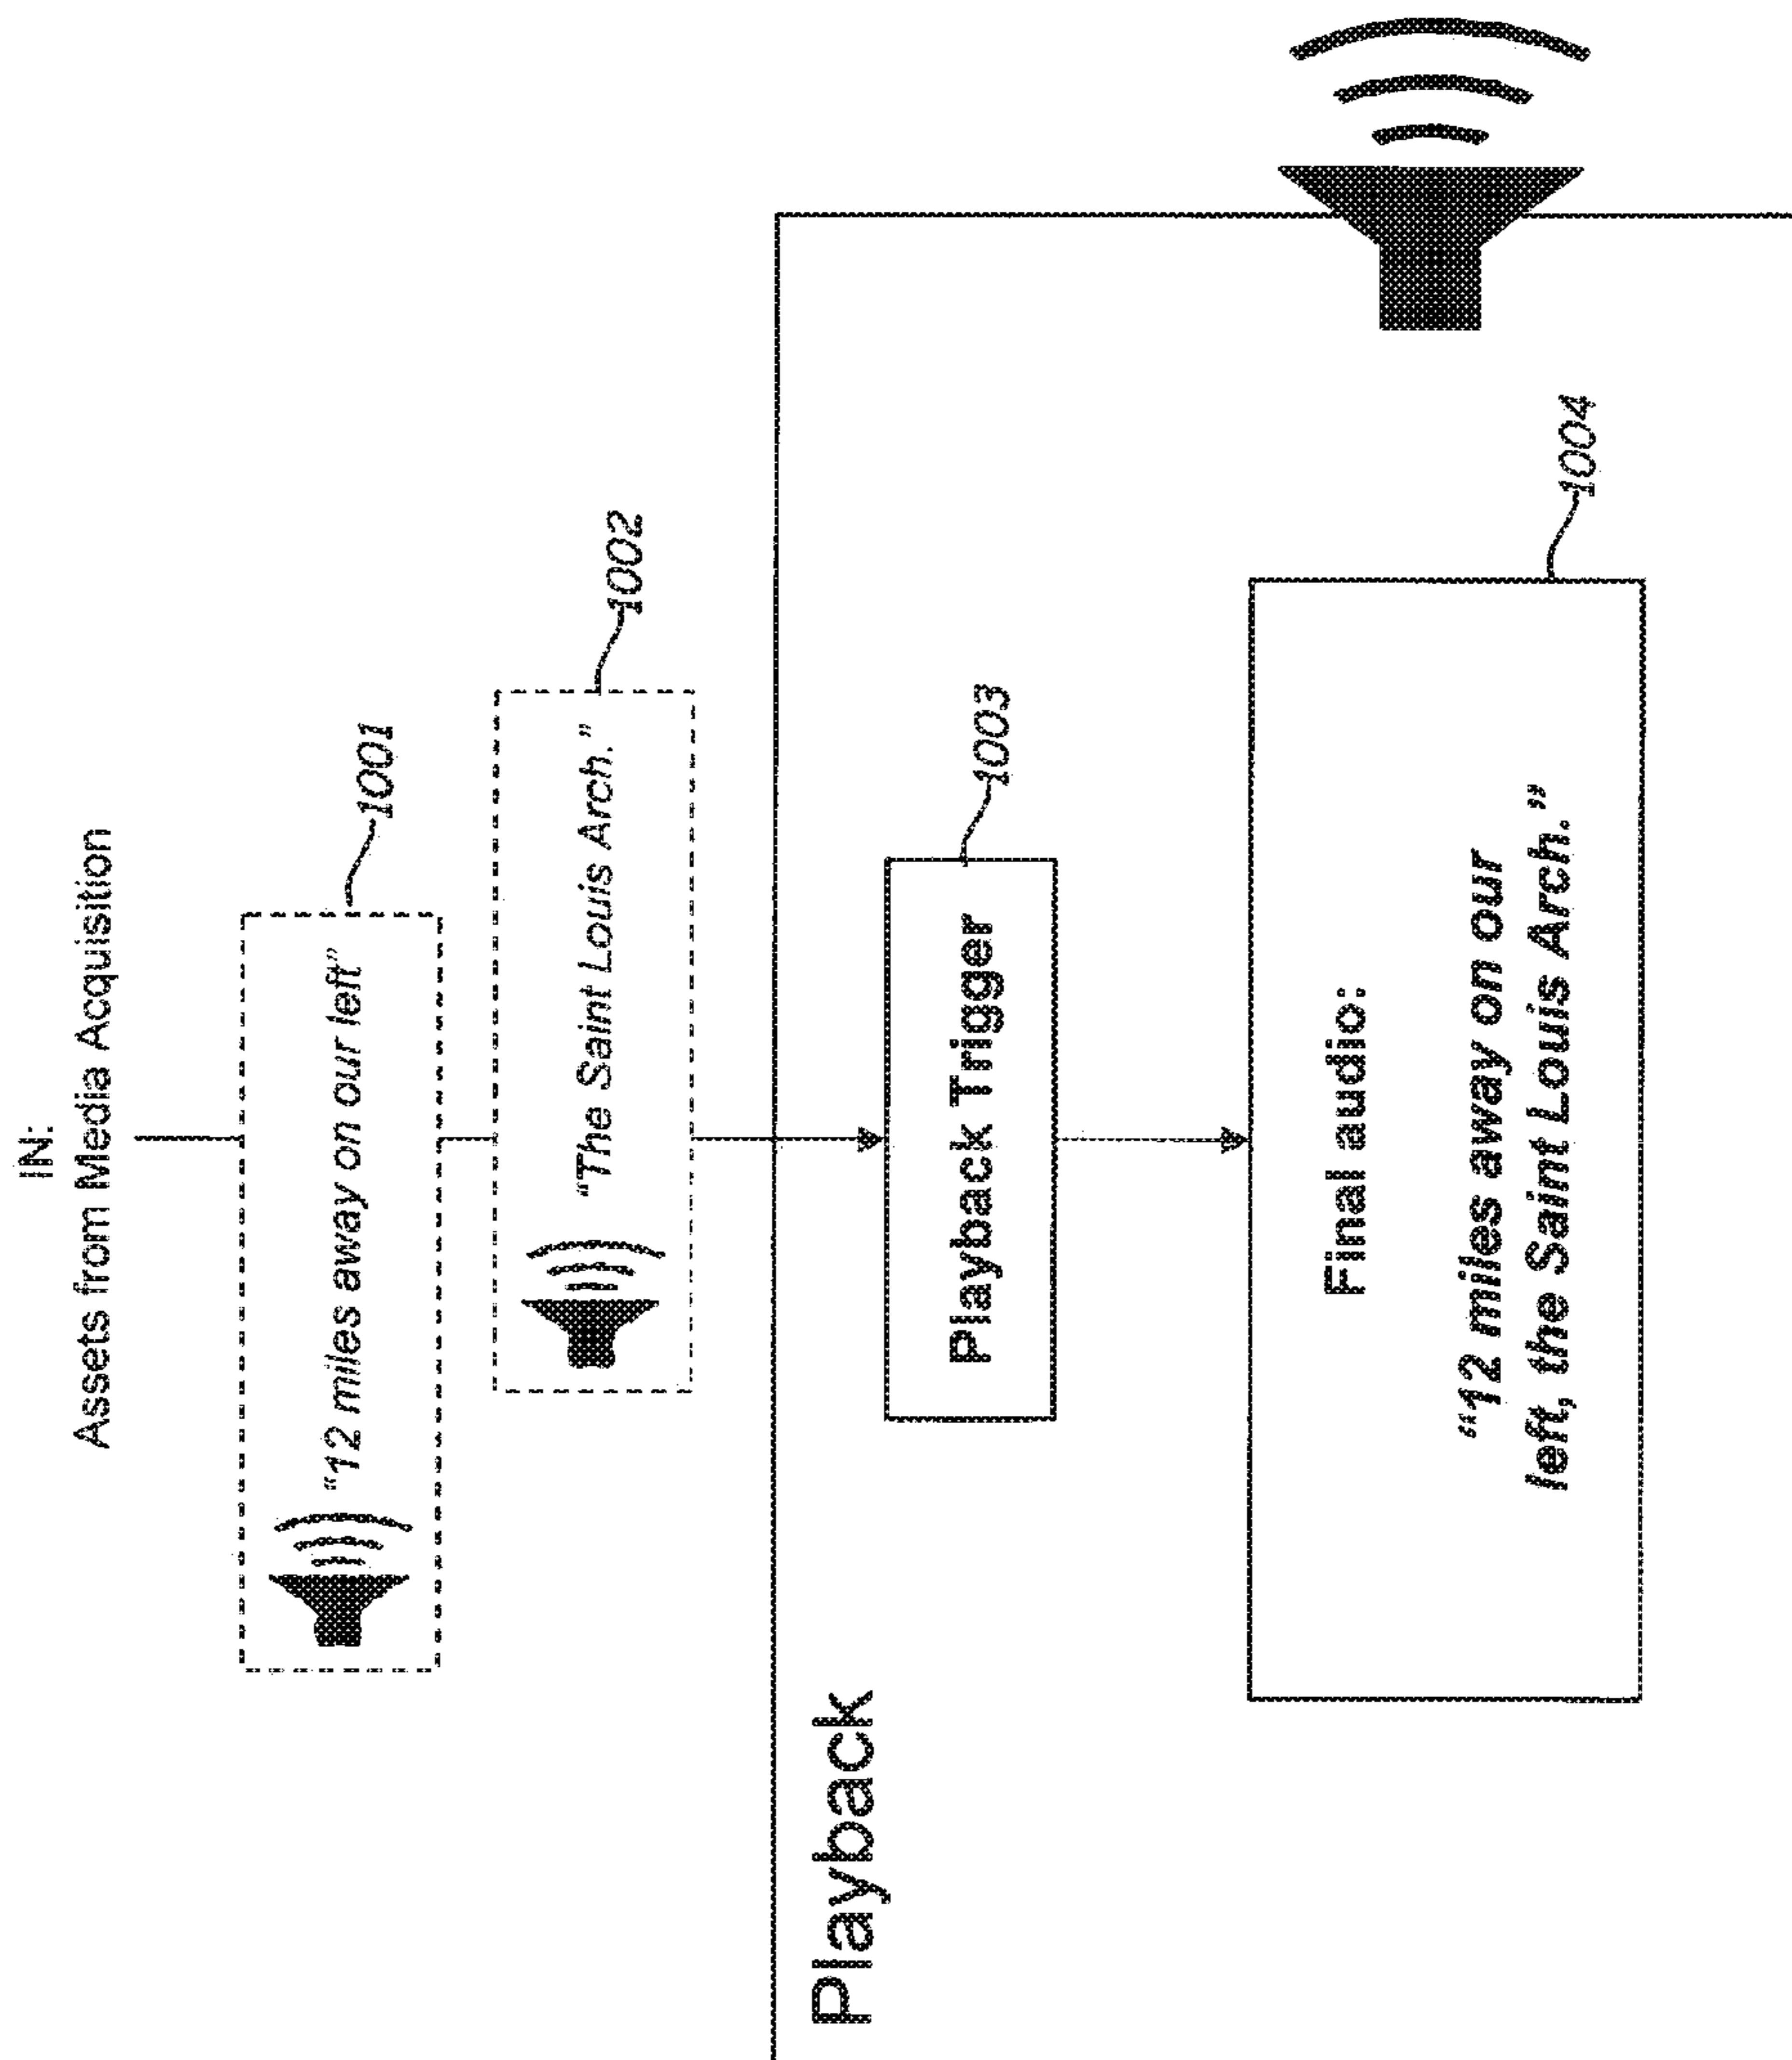 IN:
Assets from Media Acquisition
"12 miles away on our left"
1001
"The Saint Louis Arch."
1002
Playback
Playback Trigger
1003
Final audio:
"12 miles away on our
left, the Saint Louis Arch."
1004